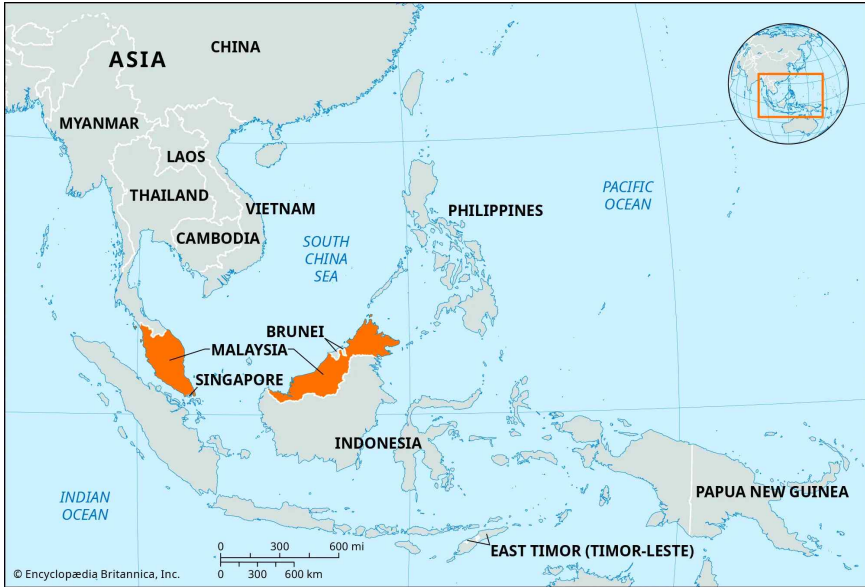 ASIA
CHINA
MYANMAR
LAOS
THAILAND
VIETNAM
CAMBODIA
SOUTH
CHINA
SEA
PHILIPPINES
PACIFIC
OCEAN
BRUNEI
MALAYSIA
SINGAPORE
INDONESIA
PAPUA NEW GUINEA
INDIAN
OCEAN
EAST TIMOR (TIMOR-LESTE)
0 300 600 mi
0 300 600 km
© Encyclopædia Britannica, Inc.